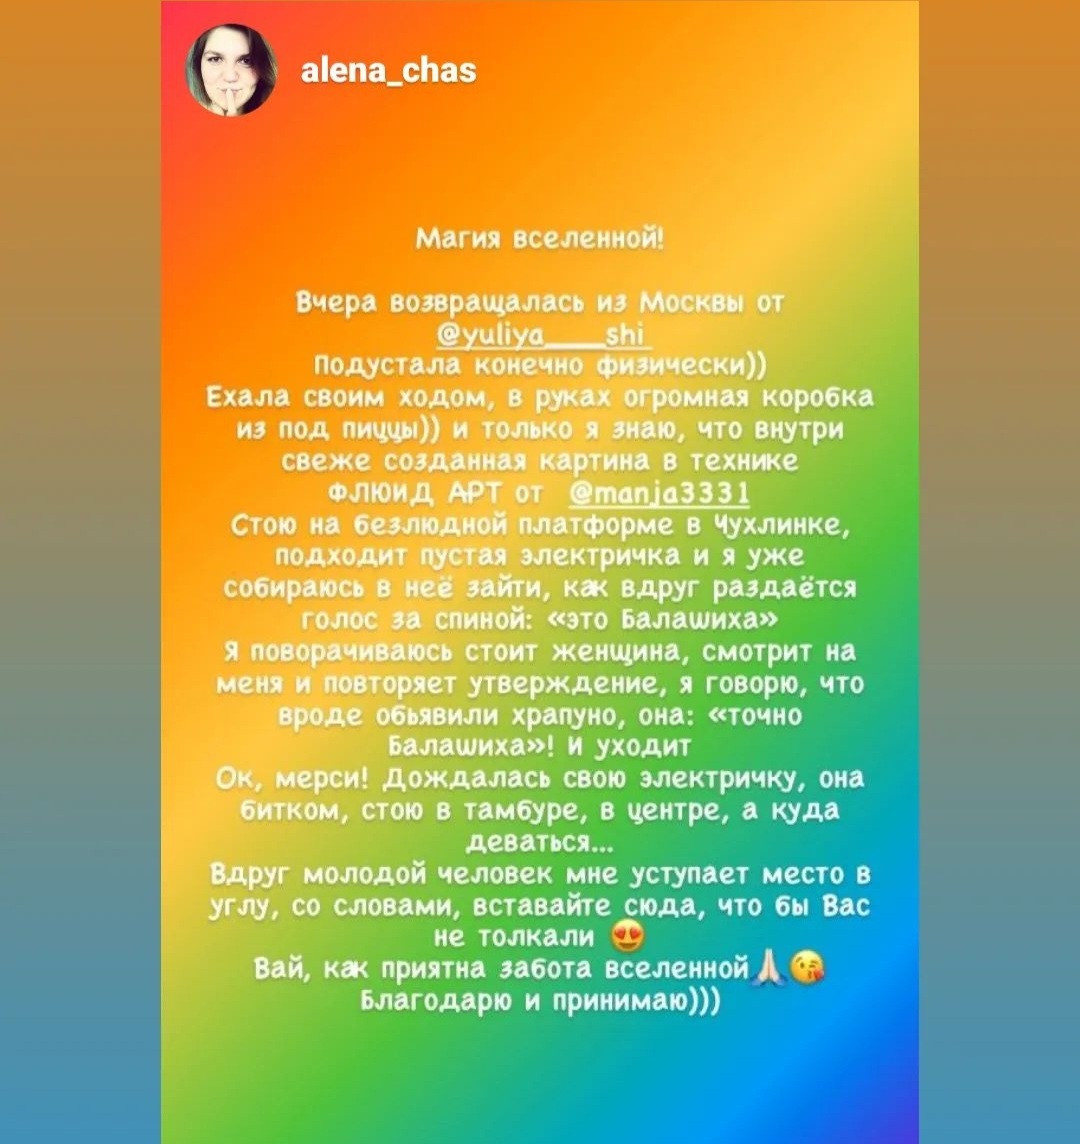 alena_chas
Магия вселенной!
Вчера возвращалась из Москвы от
@yuliya____shi
Подустала конечно физически))
Ехала своим ходом, в руках огромная коробка
из под пиццы)) и только я знаю, что внутри
свеже созданная картина в технике
ФЛЮИД АРТ от @manja3331
Стою на безлюдной платформе в Чухлинке,
подходит пустая электричка и я уже
собираюсь в неё зайти, как вдруг раздаётся
голос за спиной: «это Балашиха»
Я поворачиваюсь стоит женщина, смотрит на
меня и повторяет утверждение, я говорю, что
вроде обьявили храпуно, она: «точно
Балашиха»! И уходит
Ок, мерси! Дождалась свою электричку, она
битком, стою в тамбуре, в центре, а куда
деваться...
Вдруг молодой человек мне уступает место в
углу, со словами, вставайте сюда, что бы Вас
не толкали 😍
Вай, как приятна забота вселенной🙏🏻😘
Благодарю и принимаю)))